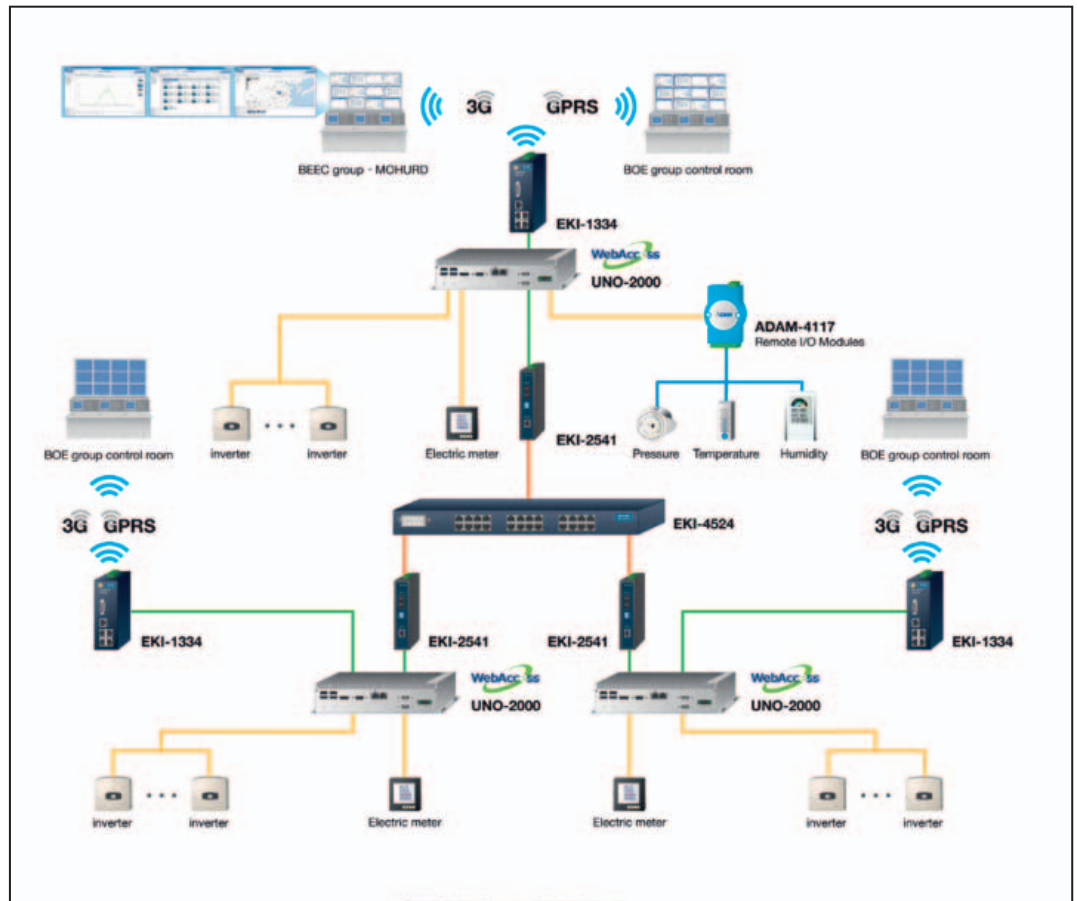 3G GPRS
BEEC group - MOHURD
BOE group control room
EKI-1334
WebAccess
UNO-2000
ADAM
ADAM-4117
Remote I/O Modules
EKI-2541
BOE group control room
inverter
inverter
Electric meter
Pressure
Temperature
Humidity
BOE group control room
EKI-4524
3G GPRS
3G GPRS
EKI-1334
EKI-2541
EKI-2541
EKI-1334
WebAccess
UNO-2000
WebAccess
UNO-2000
inverter
inverter
Electric meter
Electric meter
inverter
inverter